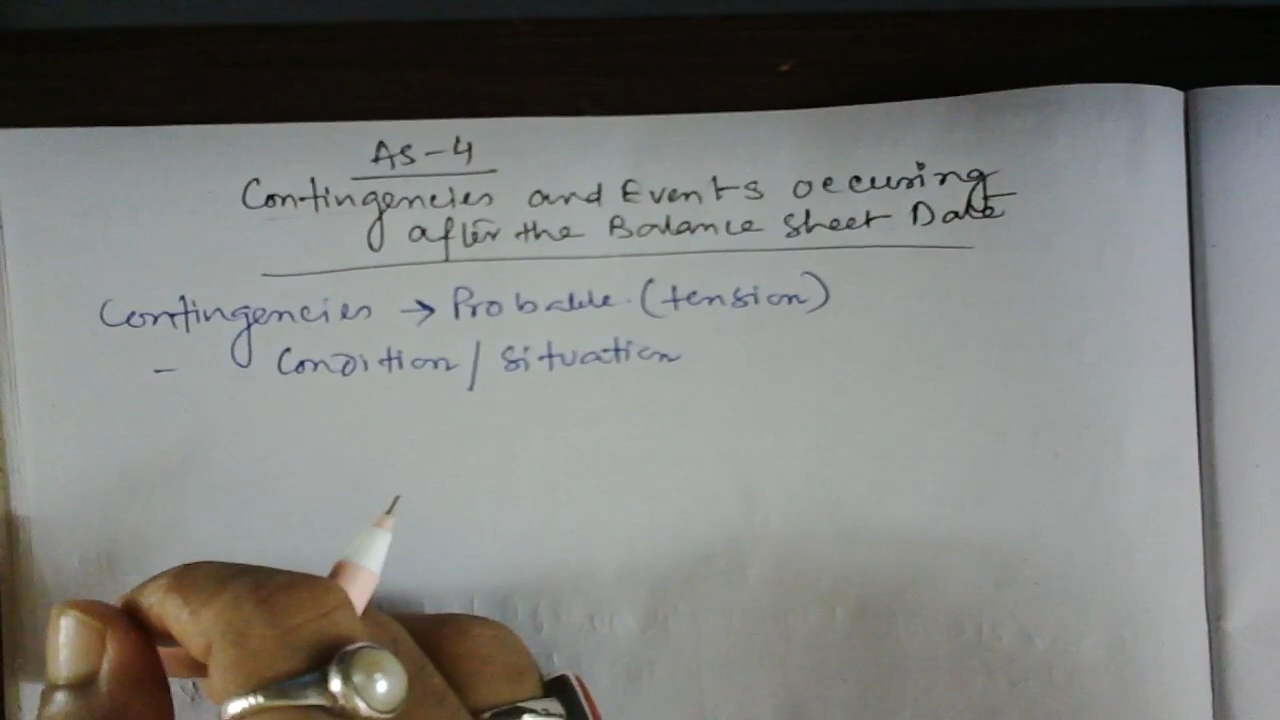 AS-4
Contingencies and Events occuring
after the Balance Sheet Date
Contingencies → Probable (tension)
- Condition / Situation